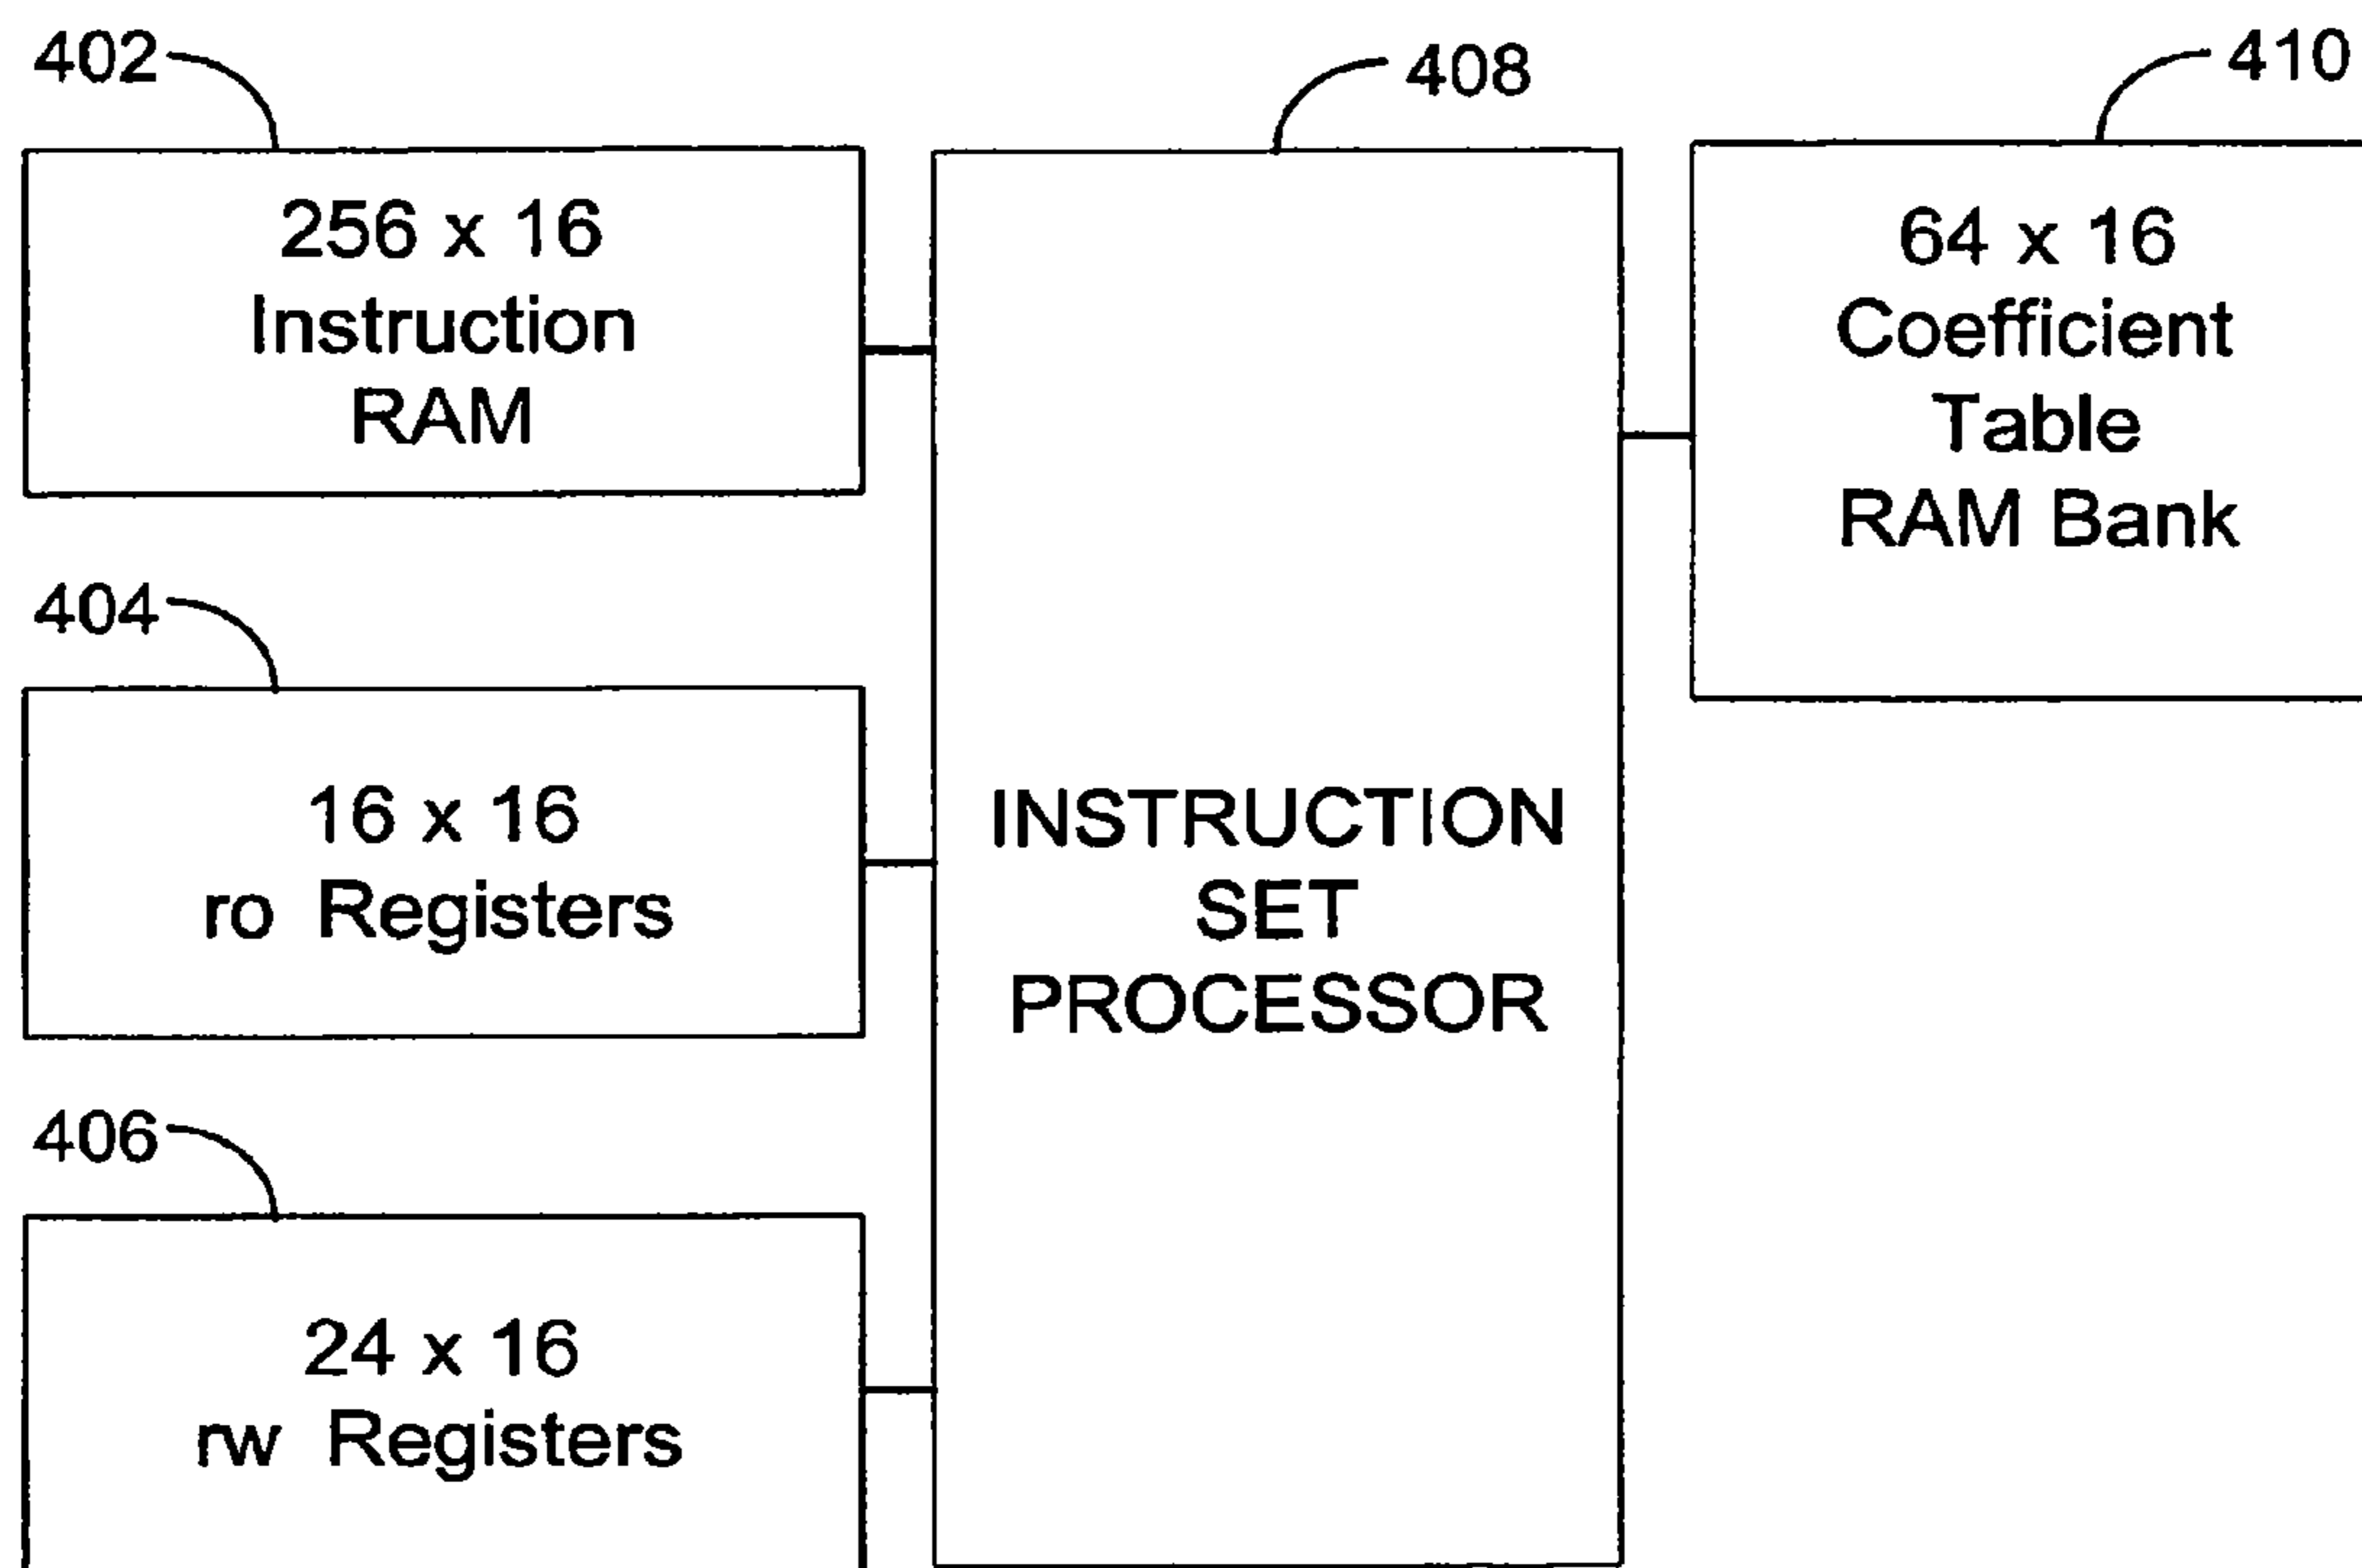 402
256 x 16
Instruction
RAM
404
16 x 16
ro Registers
406
24 x 16
rw Registers
408
INSTRUCTION
SET
PROCESSOR
410
64 x 16
Coefficient
Table
RAM Bank